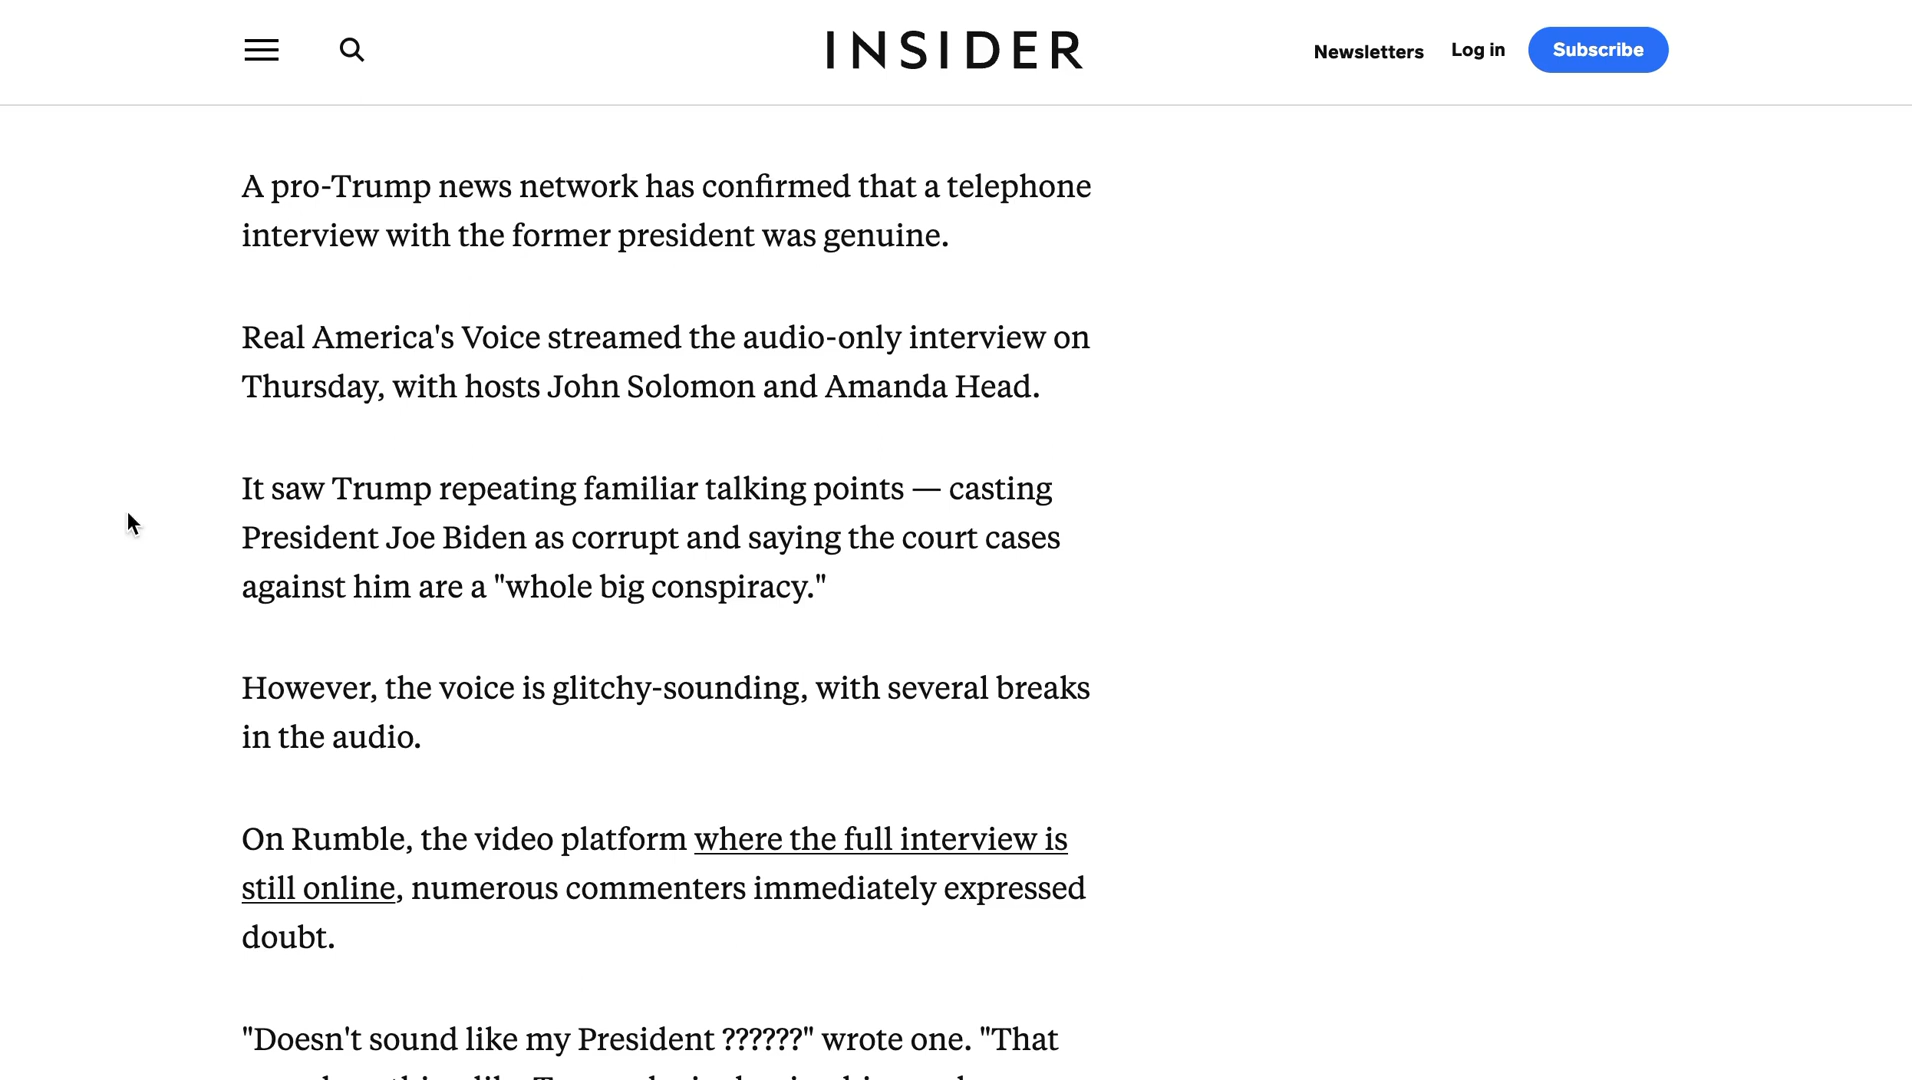 INSIDER
Newsletters
Log in
Subscribe
A pro-Trump news network has confirmed that a telephone
interview with the former president was genuine.
Real America's Voice streamed the audio-only interview on
Thursday, with hosts John Solomon and Amanda Head.
It saw Trump repeating familiar talking points — casting
President Joe Biden as corrupt and saying the court cases
against him are a "whole big conspiracy."
However, the voice is glitchy-sounding, with several breaks
in the audio.
On Rumble, the video platform where the full interview is
still online, numerous commenters immediately expressed
doubt.
"Doesn't sound like my President ??????" wrote one. "That